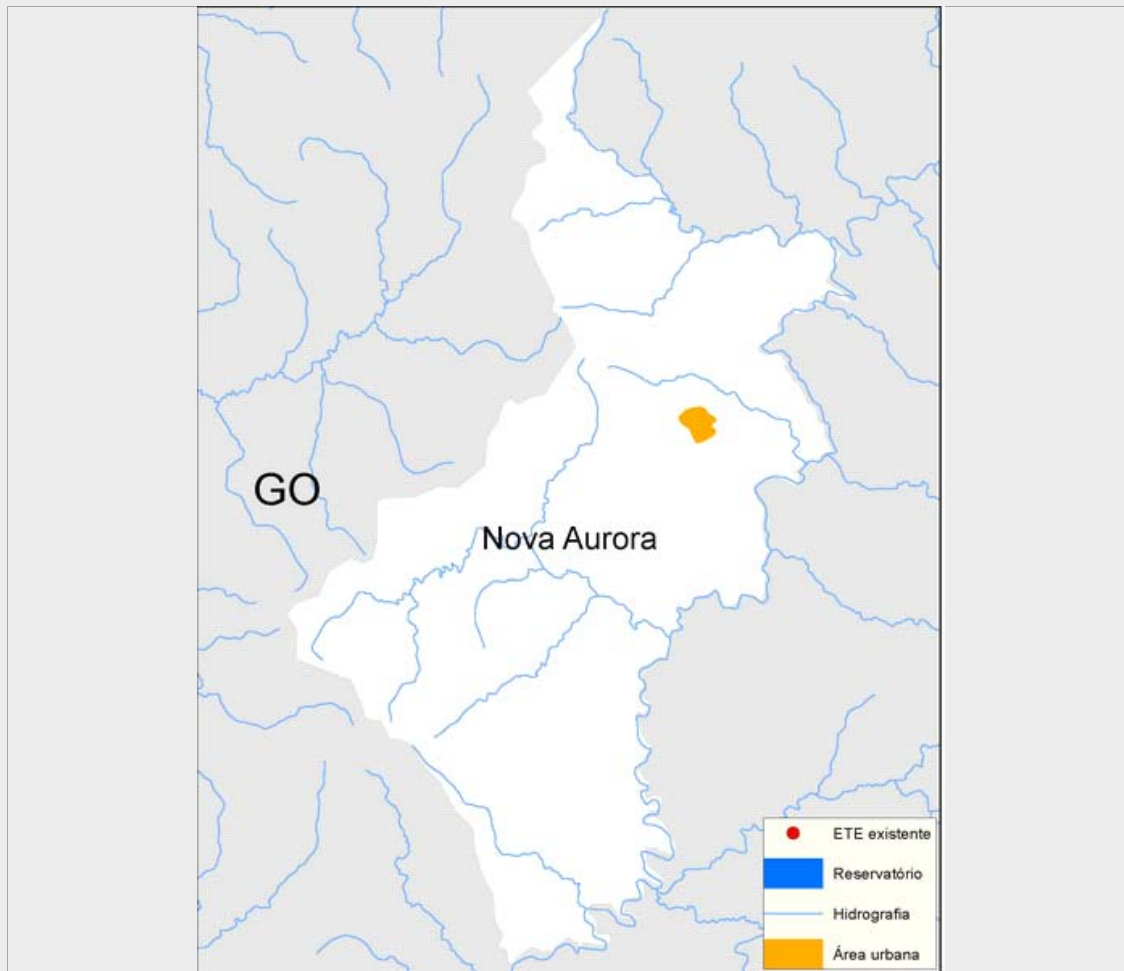 GO
Nova Aurora
ETE existente
Reservatório
Hidrografia
Área urbana